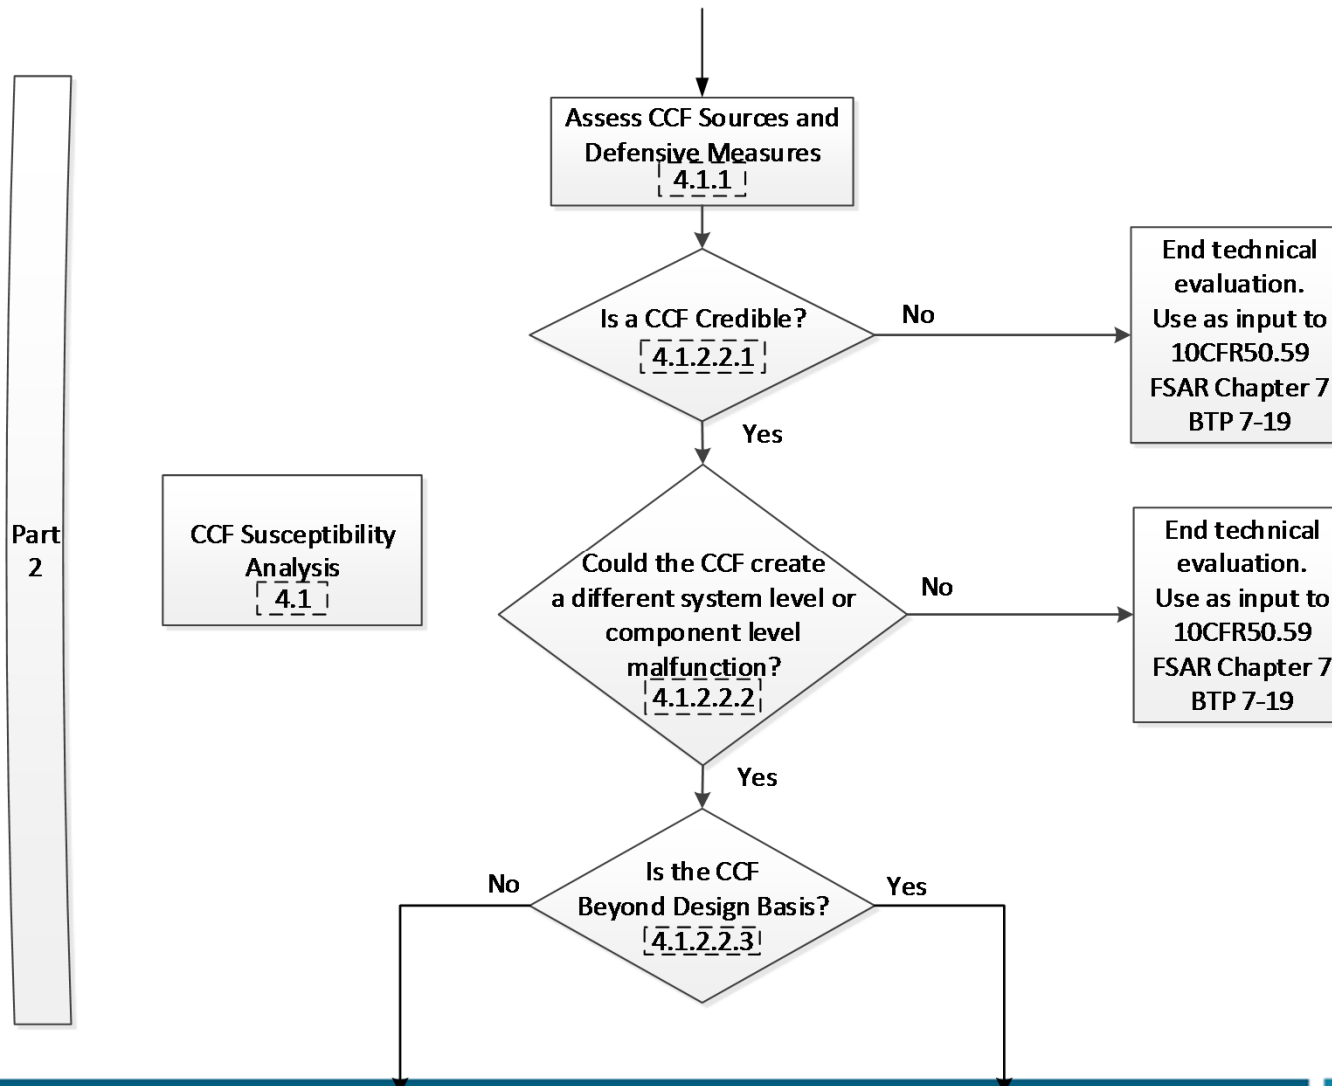 Assess CCF Sources and
Defensive Measures
4.1.1
Is a CCF Credible?
4.1.2.2.1
No
End technical
evaluation.
Use as input to
10CFR50.59
FSAR Chapter 7
BTP 7-19
Yes
Part
2
CCF Susceptibility
Analysis
4.1
Could the CCF create
a different system level or
component level
malfunction?
4.1.2.2.2
No
End technical
evaluation.
Use as input to
10CFR50.59
FSAR Chapter 7
BTP 7-19
Yes
Is the CCF
Beyond Design Basis?
4.1.2.2.3
No
Yes